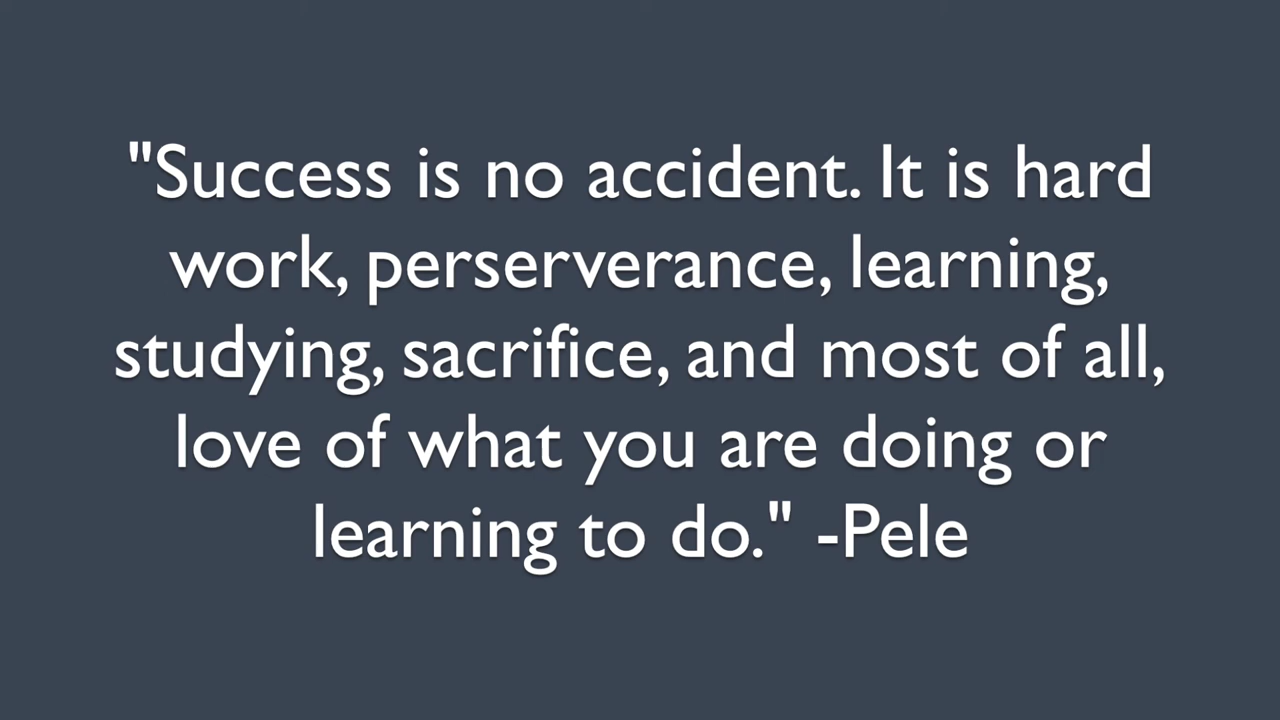 "Success is no accident. It is hard
work, perserverance, learning,
studying, sacrifice, and most of all,
love of what you are doing or
learning to do." -Pele